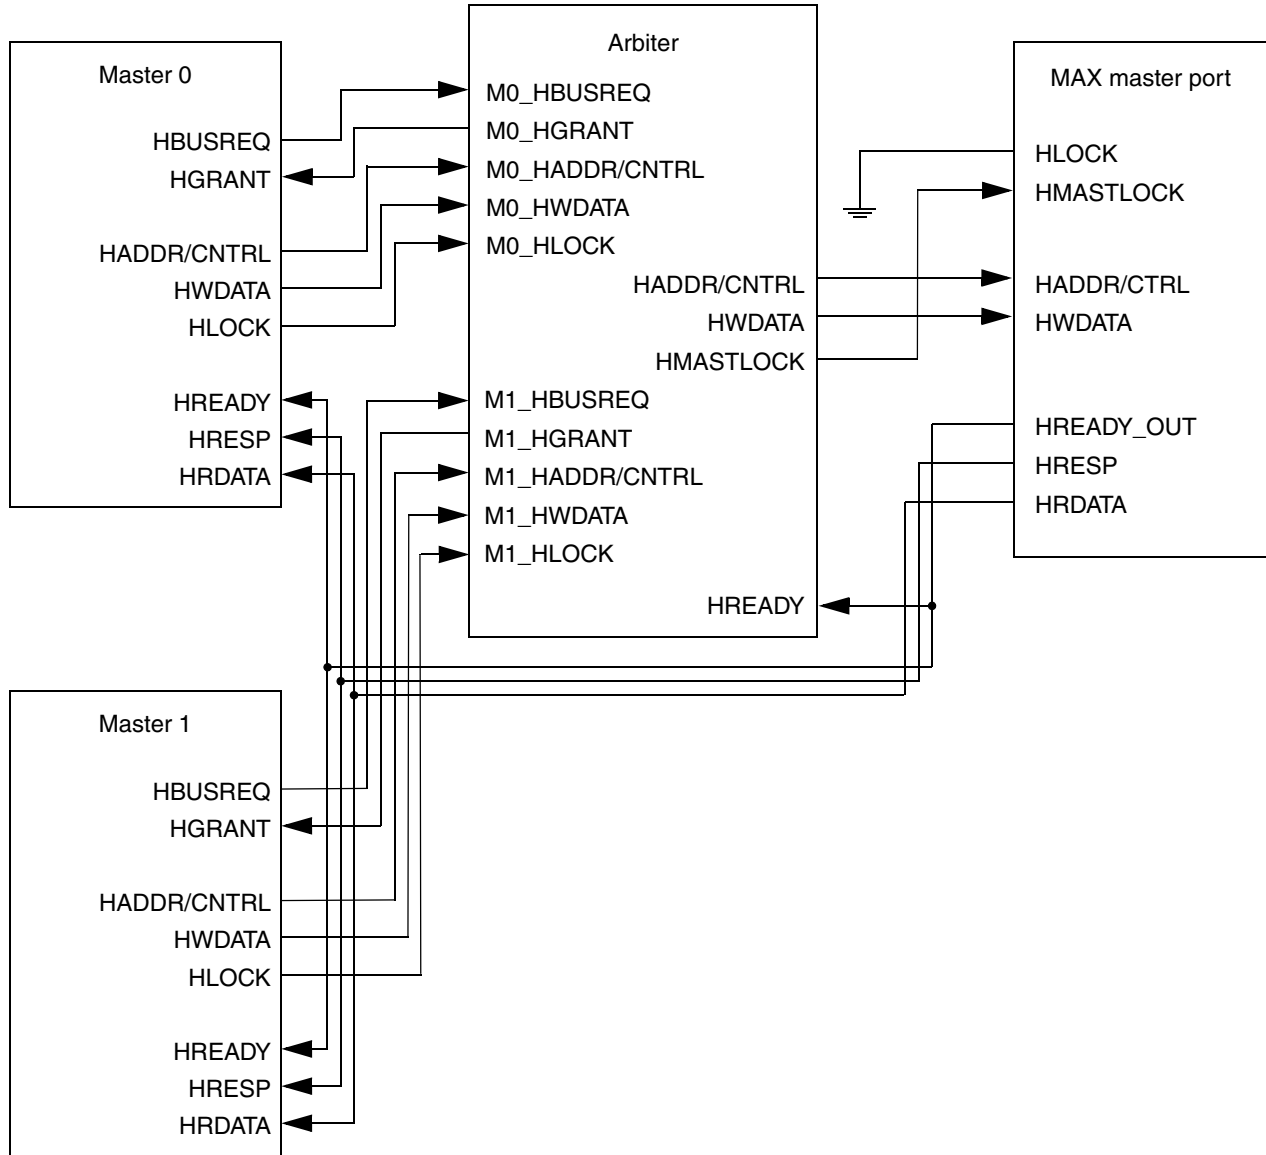 Master 0
HBUSREQ
HGRANT
HADDR/CNTRL
HWDATA
HLOCK
HREADY
HRESP
HRDATA
Arbiter
M0_HBUSREQ
M0_HGRANT
M0_HADDR/CNTRL
M0_HWDATA
M0_HLOCK
HADDR/CNTRL
HWDATA
HMASTLOCK
M1_HBUSREQ
M1_HGRANT
M1_HADDR/CNTRL
M1_HWDATA
M1_HLOCK
HREADY
MAX master port
HLOCK
HMASTLOCK
HADDR/CTRL
HWDATA
HREADY_OUT
HRESP
HRDATA
Master 1
HBUSREQ
HGRANT
HADDR/CNTRL
HWDATA
HLOCK
HREADY
HRESP
HRDATA